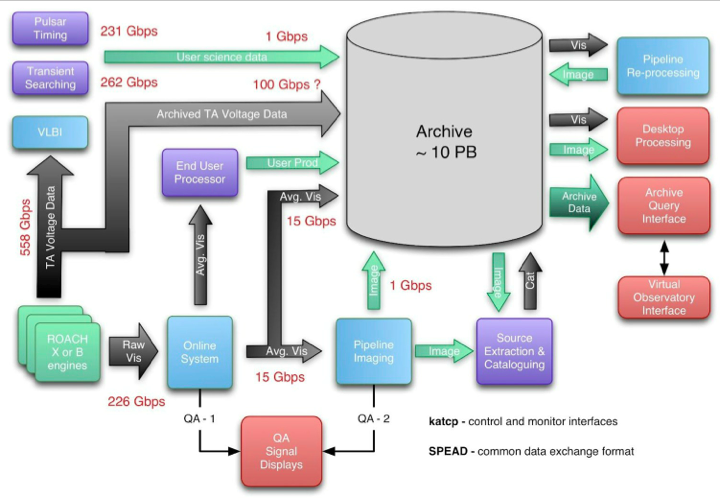 Pulsar
Timing
231 Gbps
1 Gbps
User science data
Transient
Searching
262 Gbps
100 Gbps ?
Archived TA Voltage Data
VLBI
TA Voltage Data
558 Gbps
End User
Processor
User Prod
Avg. Vis
15 Gbps
Avg. Vis
Archive
~ 10 PB
Vis
Image
Pipeline
Re-processing
Vis
Image
Desktop
Processing
Archive
Data
Archive
Query
Interface
Virtual
Observatory
Interface
Image
1 Gbps
Image
Cat
ROACH
X or B
engines
Raw
Vis
226 Gbps
Online
System
Avg. Vis
15 Gbps
Pipeline
Imaging
Image
Source
Extraction &
Cataloguing
QA - 1
QA - 2
QA
Signal
Displays
katcp - control and monitor interfaces
SPEAD - common data exchange format